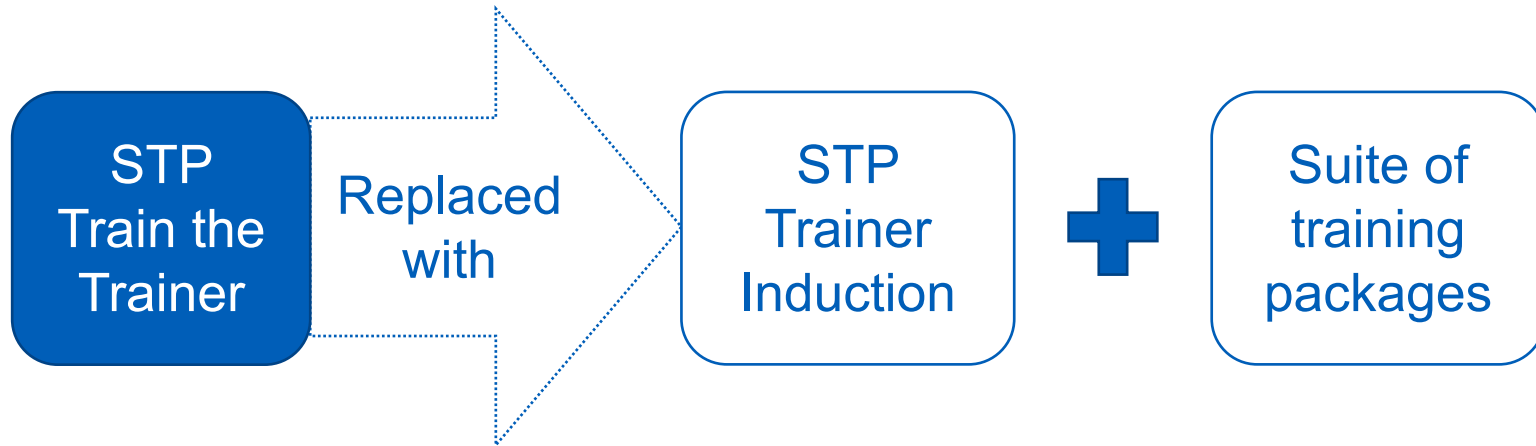 STP
Train the
Trainer
Replaced
with
STP
Trainer
Induction
Suite of
training
packages